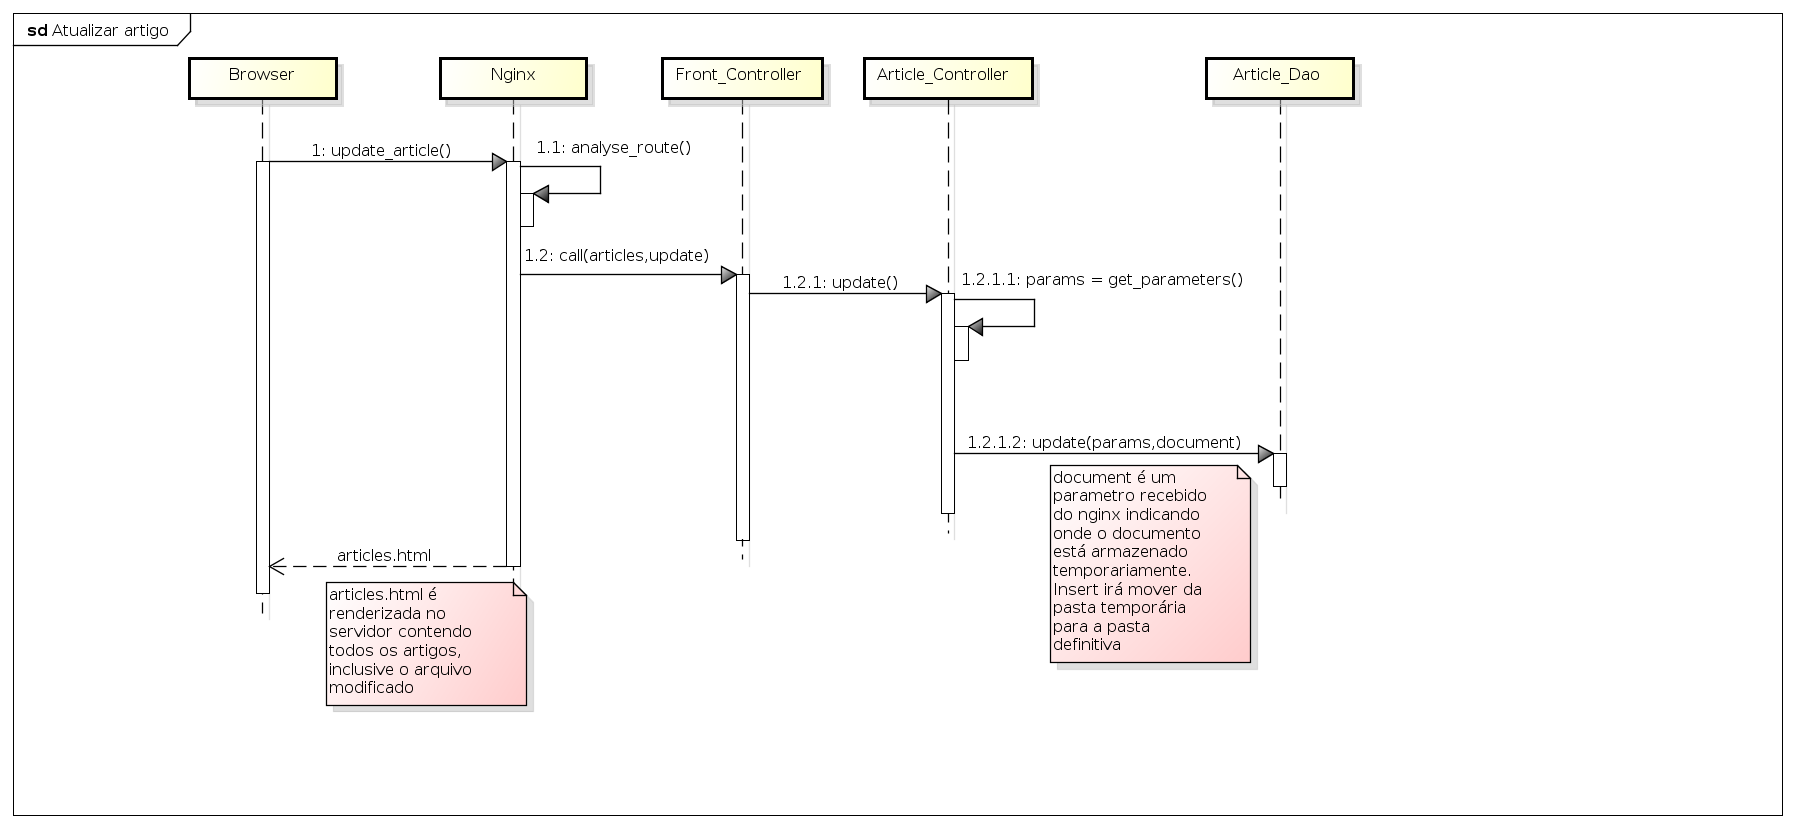 sd Atualizar artigo
Browser
Nginx
Front_Controller
Article_Controller
Article_Dao
1: update_article()
1.1: analyse_route()
1.2: call(articles,update)
1.2.1: update()
1.2.1.1: params = get_parameters()
1.2.1.2: update(params,document)
document é um
parametro recebido
do nginx indicando
onde o documento
está armazenado
temporariamente.
Insert irá mover da
pasta temporária
para a pasta
definitiva
articles.html
articles.html é
renderizada no
servidor contendo
todos os artigos,
inclusive o arquivo
modificado